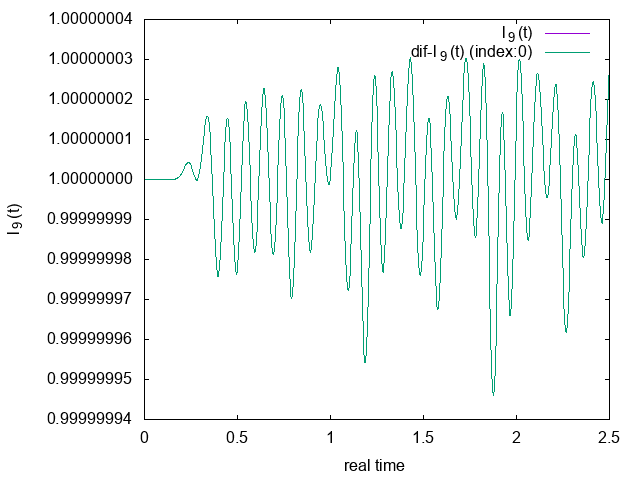 1.00000004
1.00000003
1.00000002
1.00000001
1.00000000
0.99999999
0.99999998
0.99999997
0.99999996
0.99999995
0.99999994
0 0.5 1 1.5 2 2.5
real time
I9(t)
I9(t)
dif-I9(t) (index:0)